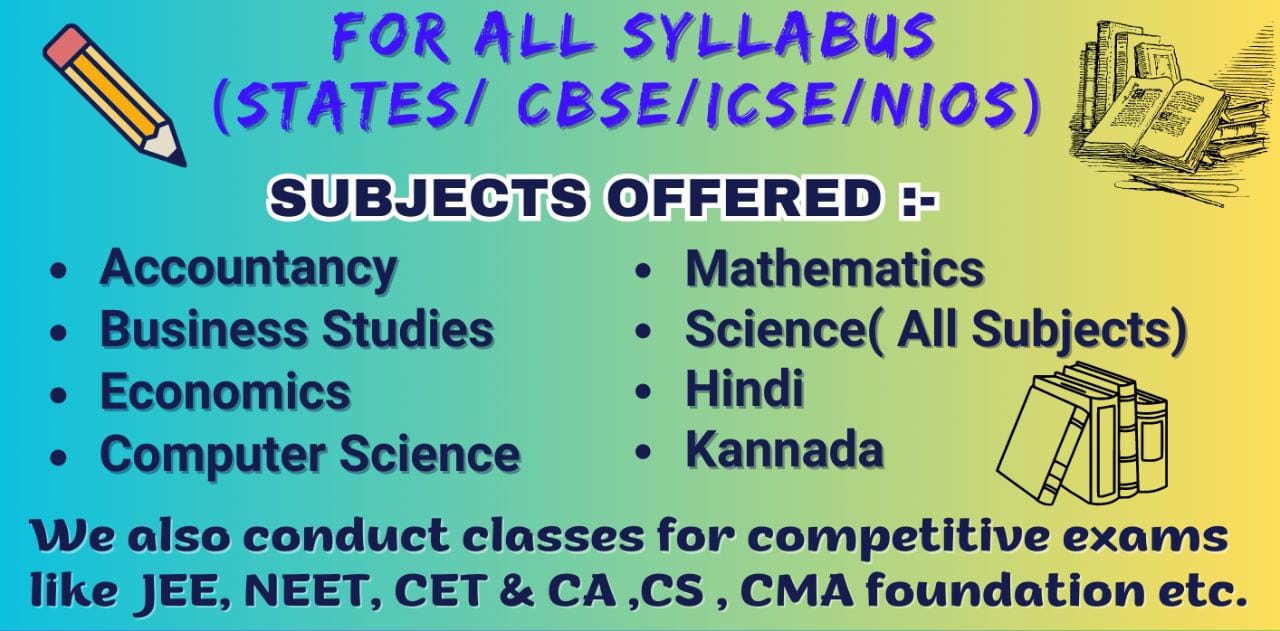 FOR ALL SYLLABUS
(STATES/ CBSE/ICSE/NIOS)
SUBJECTS OFFERED :-
• Accountancy
• Business Studies
• Economics
• Computer Science
• Mathematics
• Science( All Subjects)
• Hindi
• Kannada
We also conduct classes for competitive exams
like JEE, NEET, CET & CA ,CS , CMA foundation etc.